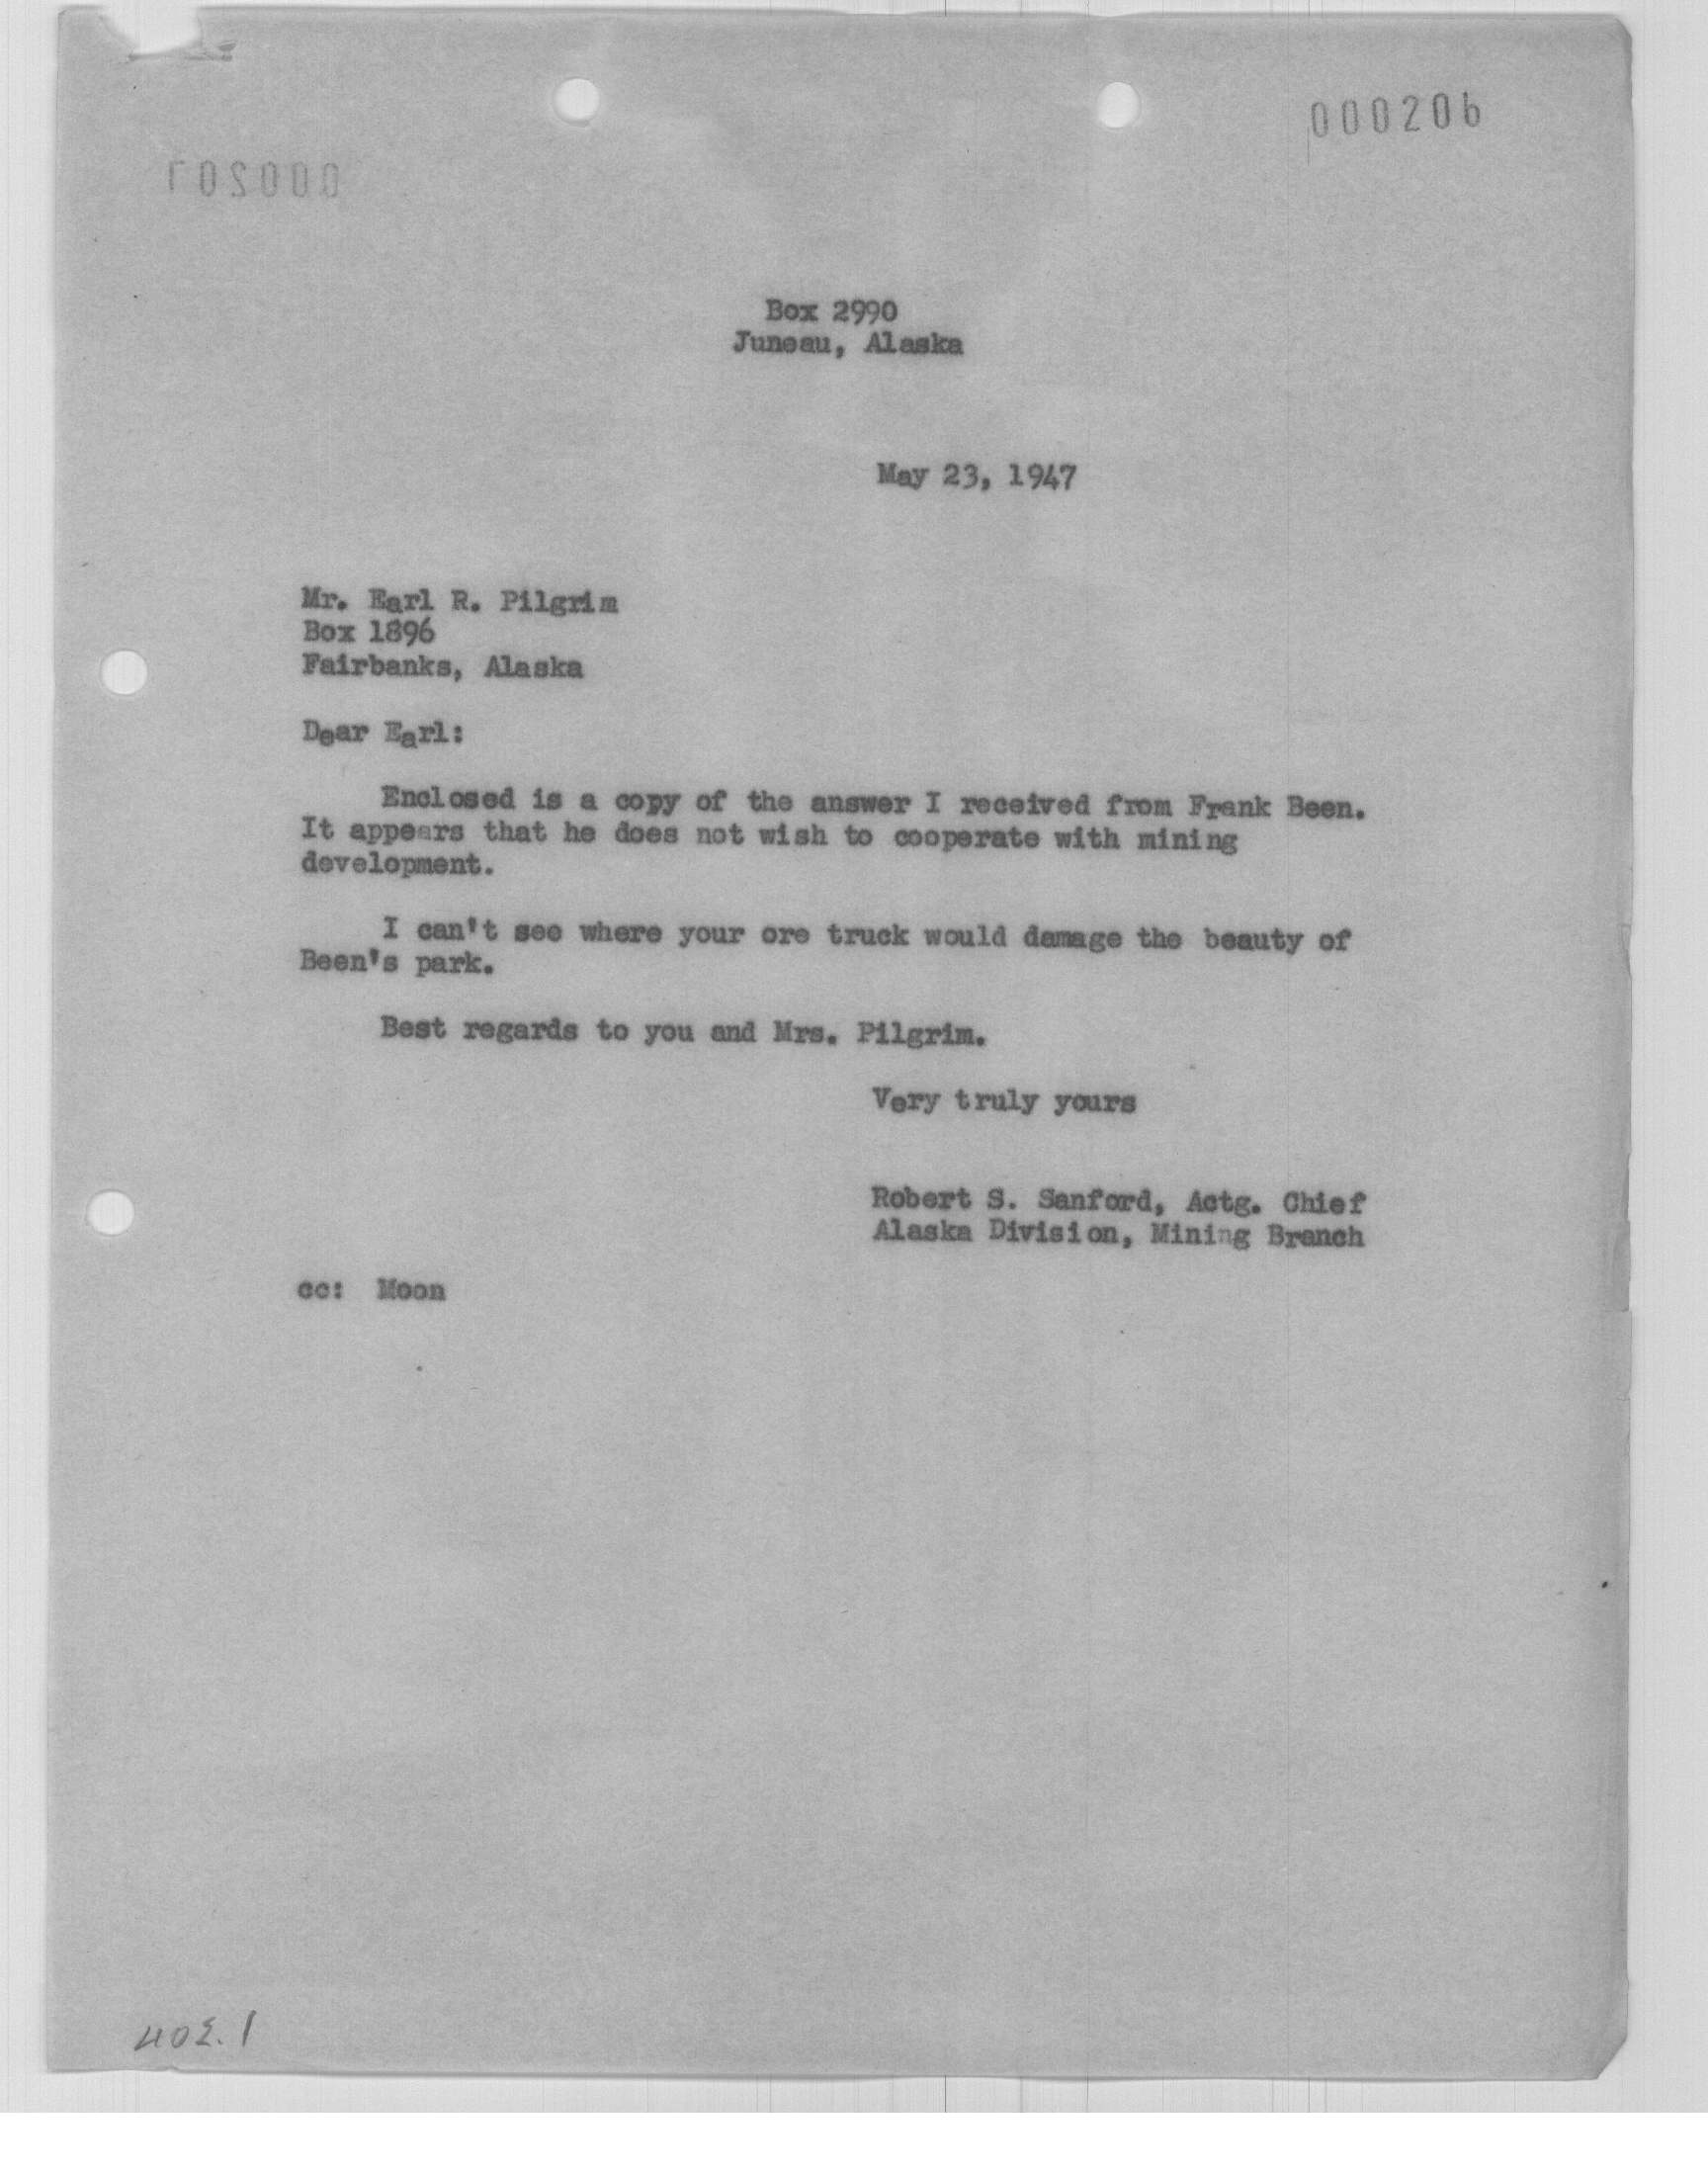 000206
000207
Box 2990
Juneau, Alaska
May 23, 1947
Mr. Earl R. Pilgrim
Box 1896
Fairbanks, Alaska
Dear Earl:
Enclosed is a copy of the answer I received from Frank Been.
It appears that he does not wish to cooperate with mining
development.
I can't see where your ore truck would damage the beauty of
Been's park.
Best regards to you and Mrs. Pilgrim.
Very truly yours
Robert S. Sanford, Actg. Chief
Alaska Division, Mining Branch
cc: Moon